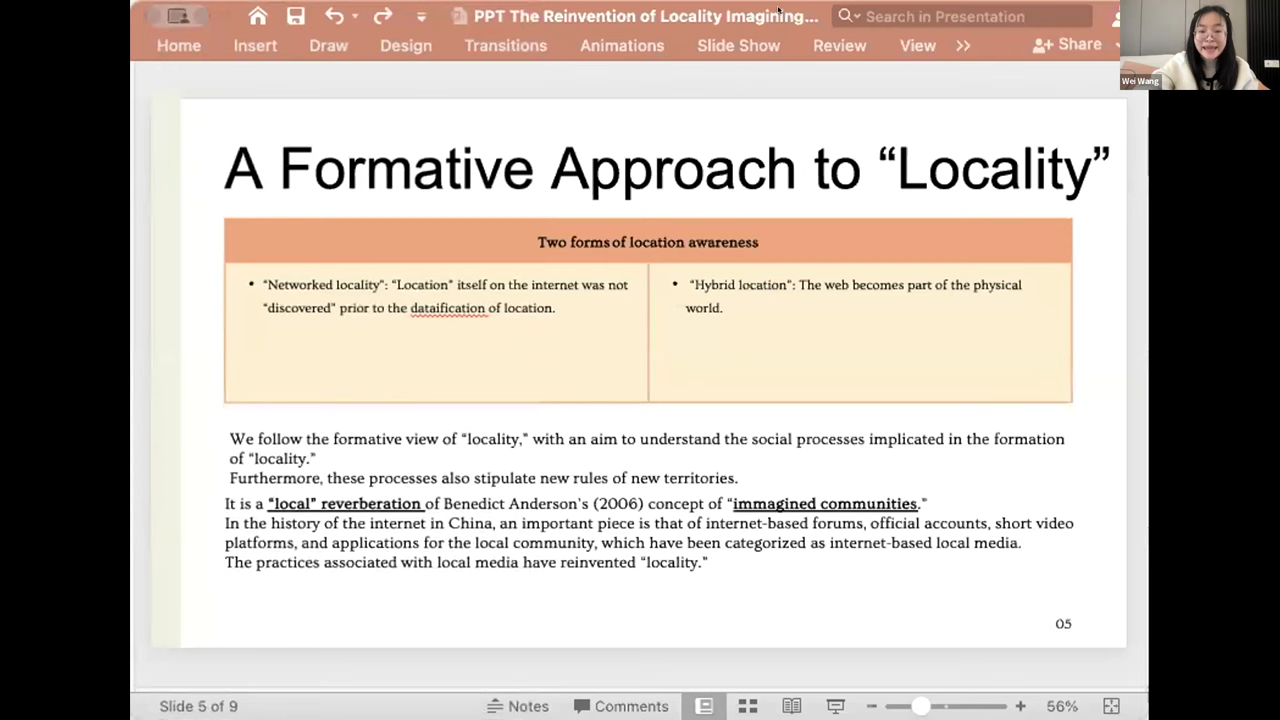 PPT The Reinvention of Locality Imagining...
Search in Presentation
Home Insert Draw Design Transitions Animations Slide Show Review View Share
Wei Wang
A Formative Approach to “Locality”
Two forms of location awareness
• “Networked locality”: “Location” itself on the internet was not
“discovered” prior to the dataification of location.
• “Hybrid location”: The web becomes part of the physical
world.
We follow the formative view of “locality,” with an aim to understand the social processes implicated in the formation
of “locality.”
Furthermore, these processes also stipulate new rules of new territories.
It is a “local” reverberation of Benedict Anderson’s (2006) concept of “immagined communities.”
In the history of the internet in China, an important piece is that of internet-based forums, official accounts, short video
platforms, and applications for the local community, which have been categorized as internet-based local media.
The practices associated with local media have reinvented “locality.”
05
Slide 5 of 9 Notes Comments 56%